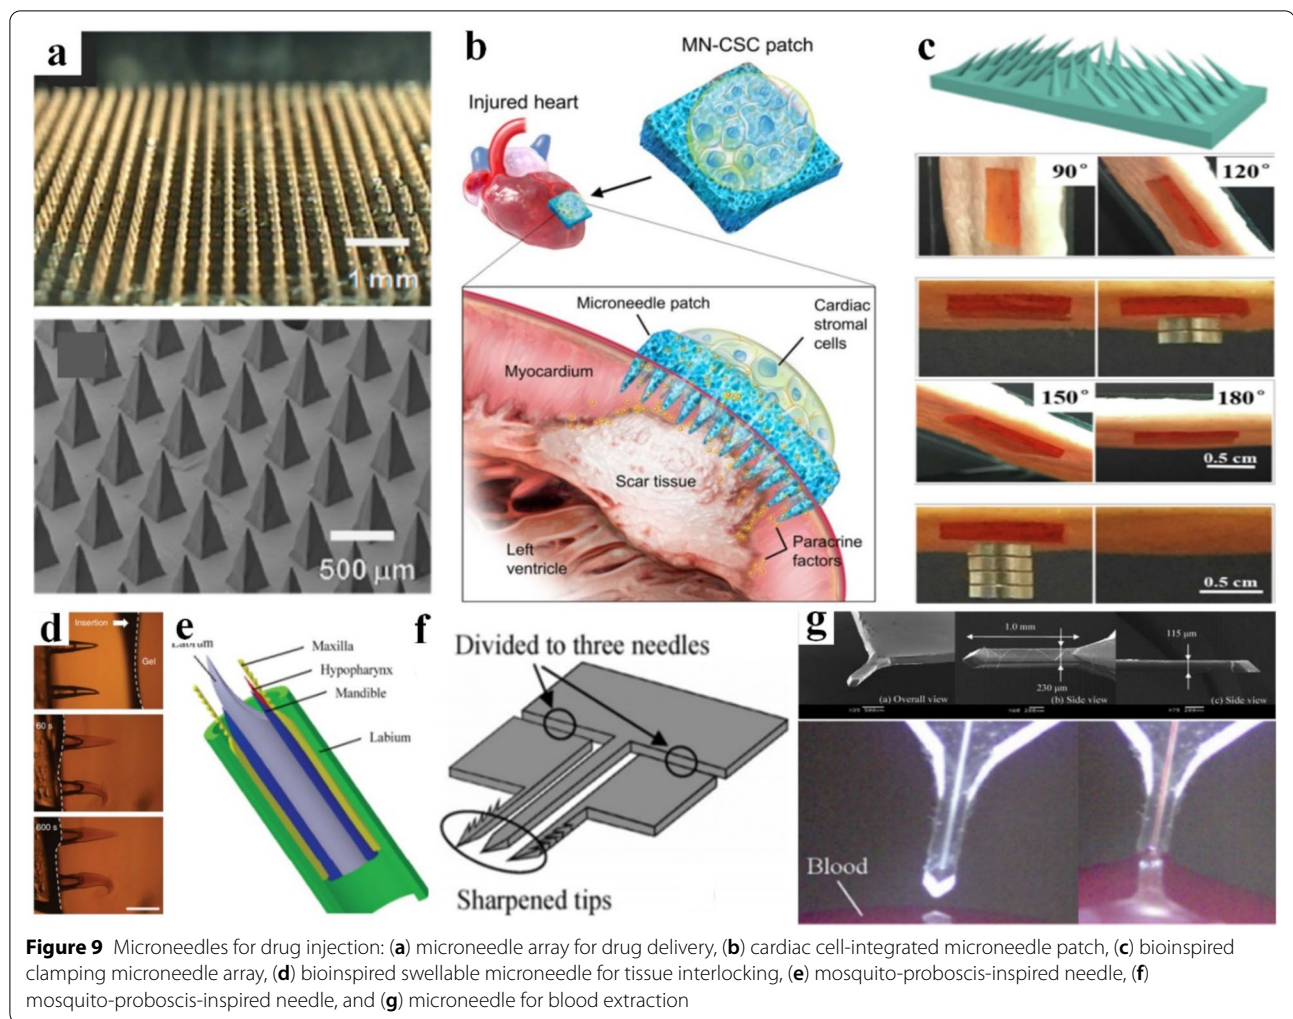 a
1 mm
500 µm
b
MN-CSC patch
Injured heart
Microneedle patch
Cardiac
stromal
cells
Myocardium
Scar tissue
Left
ventricle
Paracrine
factors
c
90°
120°
150°
180°
0.5 cm
0.5 cm
d
Insertion
Gel
60 s
600 s
e
Maxilla
Hypopharynx
Mandible
Labium
f
Divided to three needles
Sharpened tips
g
1.0 mm
115 µm
230 µm
(a) Overall view
(b) Side view
(c) Side view
Blood
Figure 9 Microneedles for drug injection: (a) microneedle array for drug delivery, (b) cardiac cell-integrated microneedle patch, (c) bioinspired
clamping microneedle array, (d) bioinspired swellable microneedle for tissue interlocking, (e) mosquito-proboscis-inspired needle, (f)
mosquito-proboscis-inspired needle, and (g) microneedle for blood extraction